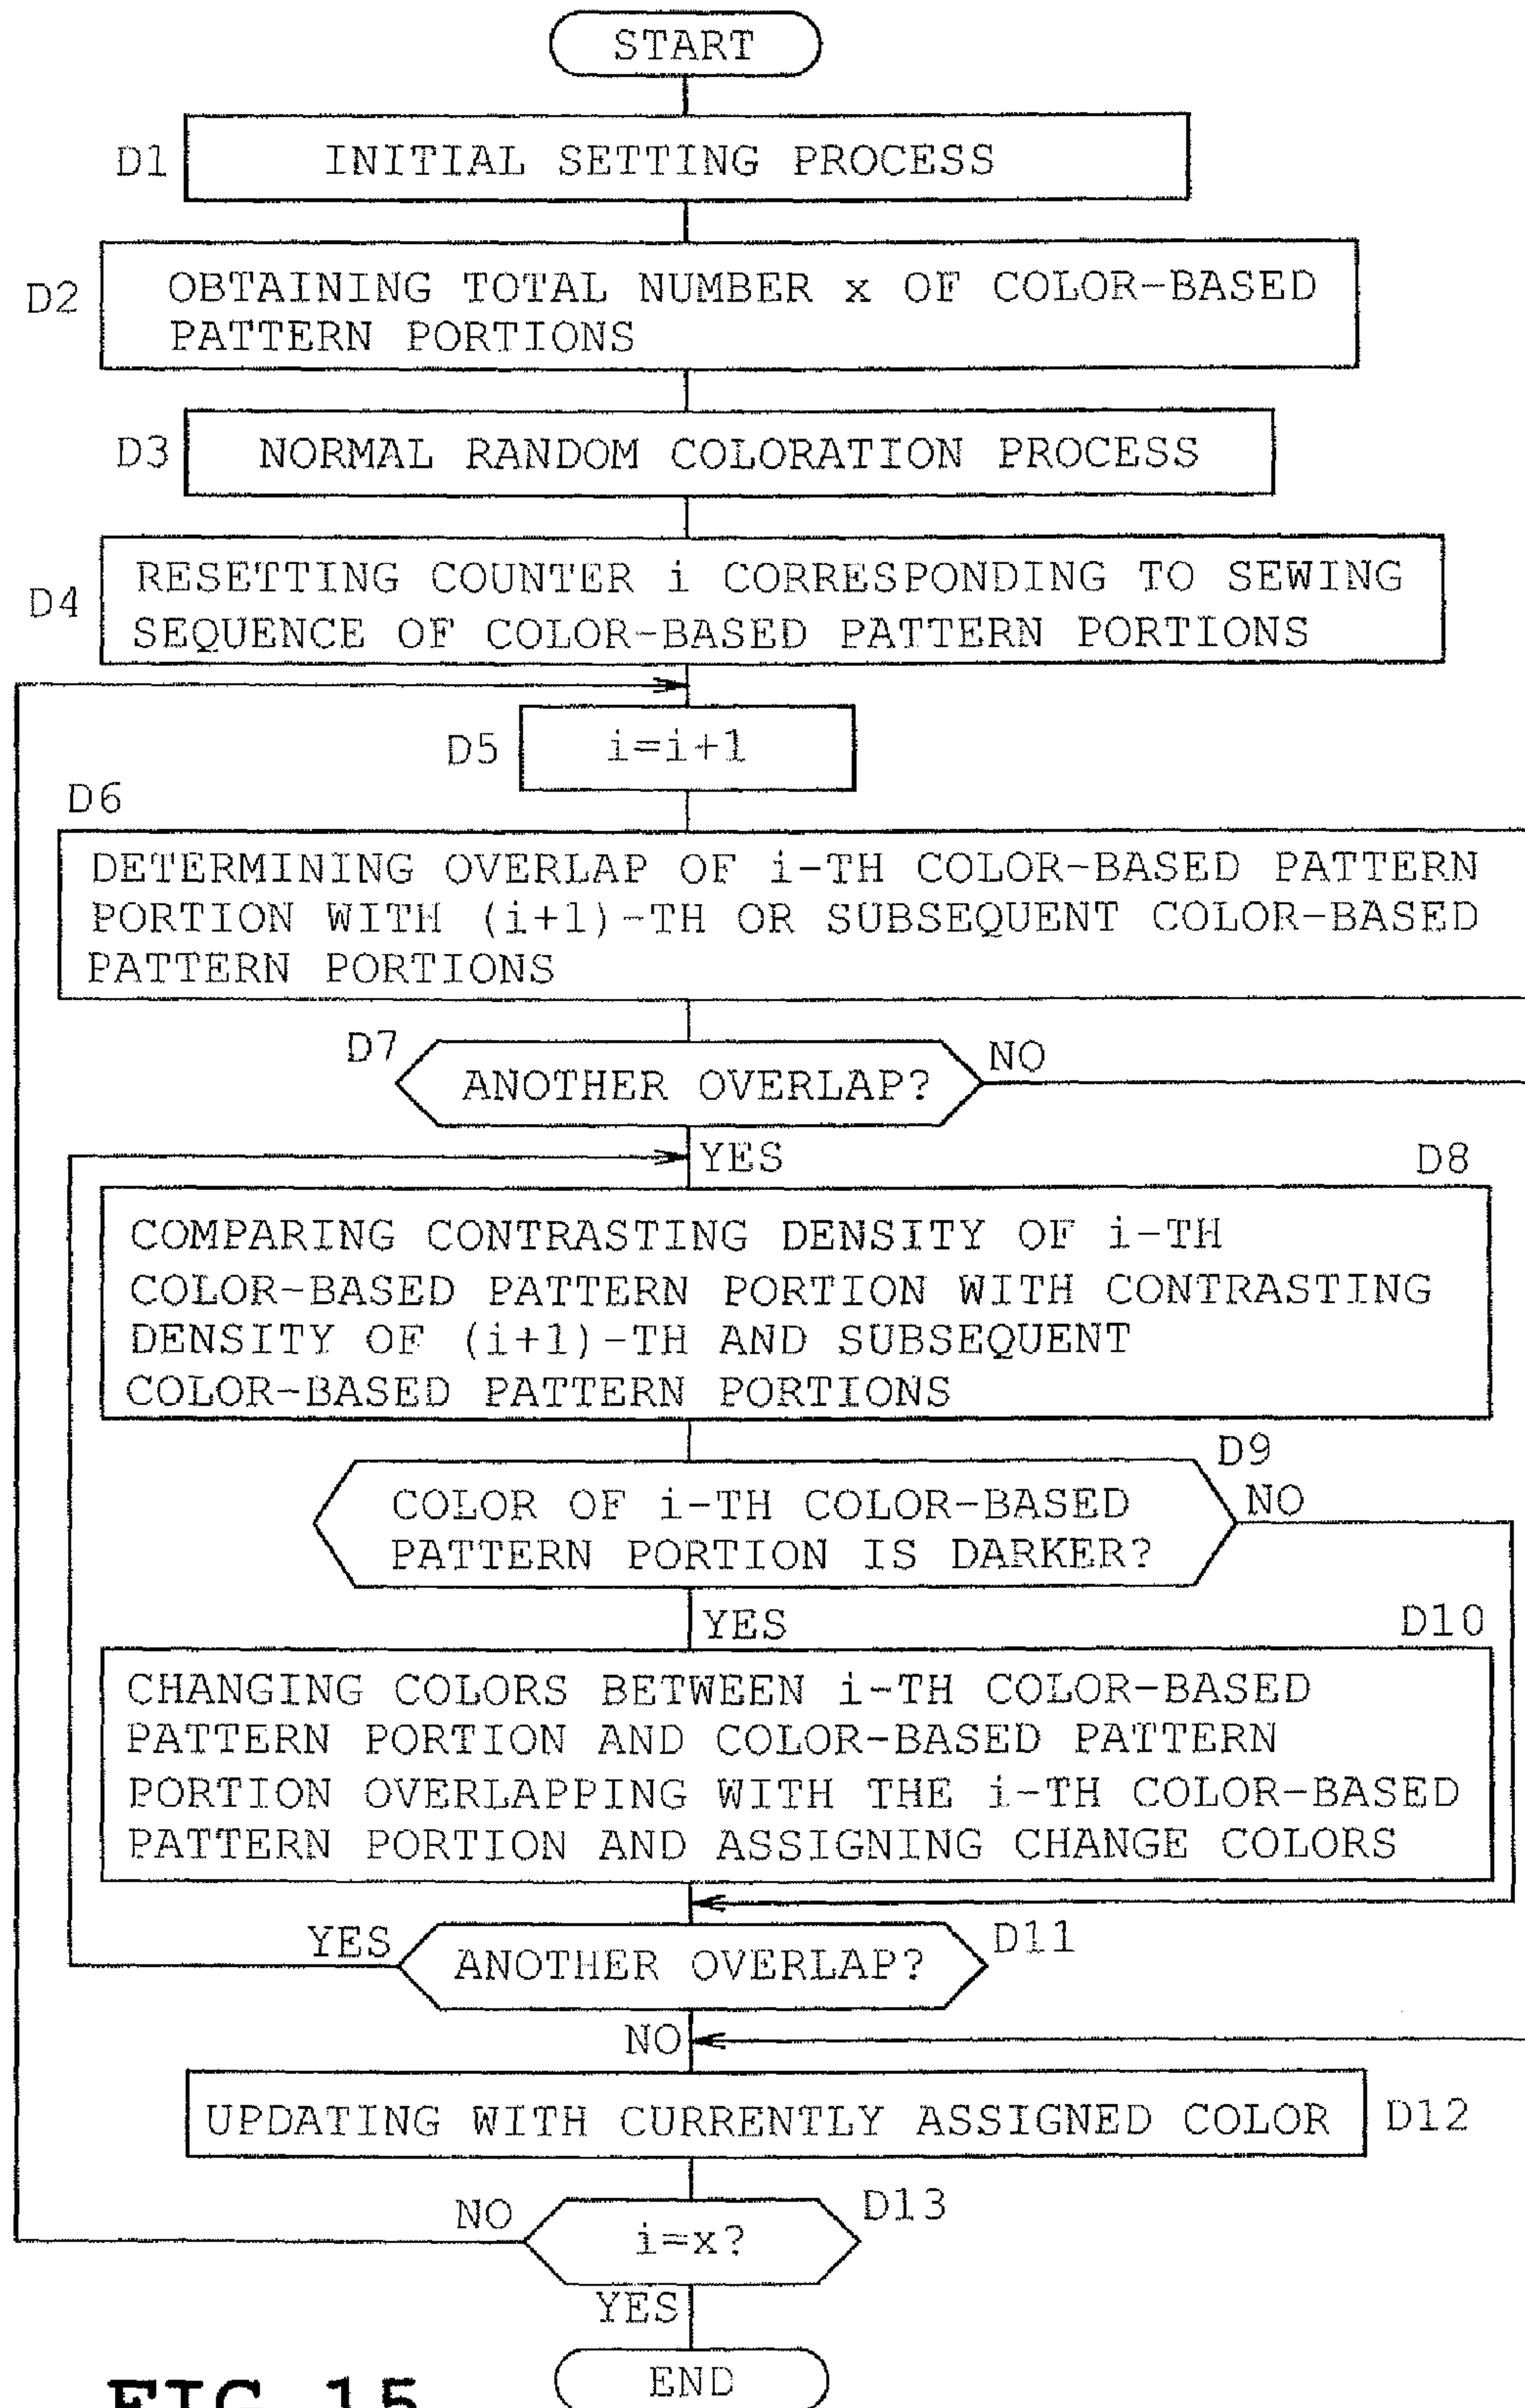 START
D1
INITIAL SETTING PROCESS
D2
OBTAINING TOTAL NUMBER x OF COLOR-BASED
PATTERN PORTIONS
D3
NORMAL RANDOM COLORATION PROCESS
D4
RESETTING COUNTER i CORRESPONDING TO SEWING
SEQUENCE OF COLOR-BASED PATTERN PORTIONS
D5
i=i+1
D6
DETERMINING OVERLAP OF i-TH COLOR-BASED PATTERN
PORTION WITH (i+1)-TH OR SUBSEQUENT COLOR-BASED
PATTERN PORTIONS
D7
ANOTHER OVERLAP?
NO
YES
D8
COMPARING CONTRASTING DENSITY OF i-TH
COLOR-BASED PATTERN PORTION WITH CONTRASTING
DENSITY OF (i+1)-TH AND SUBSEQUENT
COLOR-BASED PATTERN PORTIONS
D9
COLOR OF i-TH COLOR-BASED
PATTERN PORTION IS DARKER?
NO
YES
D10
CHANGING COLORS BETWEEN i-TH COLOR-BASED
PATTERN PORTION AND COLOR-BASED PATTERN
PORTION OVERLAPPING WITH THE i-TH COLOR-BASED
PATTERN PORTION AND ASSIGNING CHANGE COLORS
YES
ANOTHER OVERLAP?
D11
NO
UPDATING WITH CURRENTLY ASSIGNED COLOR
D12
NO
i=x?
D13
YES
END
FIG. 15